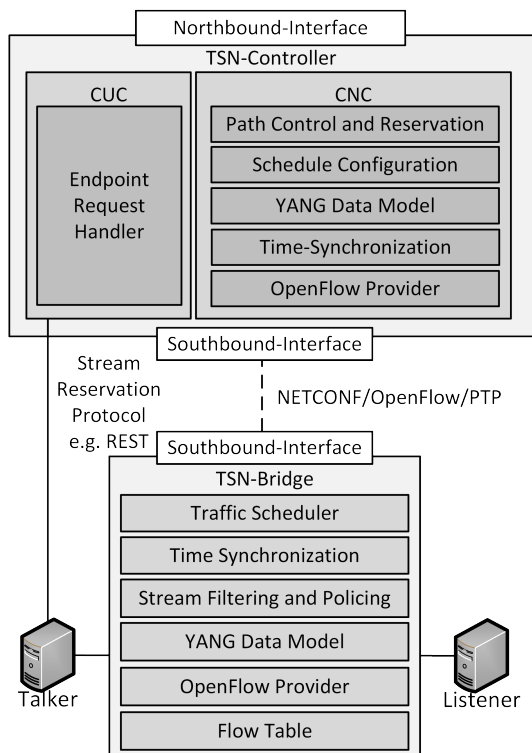 Northbound-Interface
TSN-Controller
CUC
Endpoint
Request
Handler
CNC
Path Control and Reservation
Schedule Configuration
YANG Data Model
Time-Synchronization
OpenFlow Provider
Southbound-Interface
Stream
Reservation
Protocol
e.g. REST
NETCONF/OpenFlow/PTP
Southbound-Interface
TSN-Bridge
Traffic Scheduler
Time Synchronization
Stream Filtering and Policing
YANG Data Model
OpenFlow Provider
Flow Table
Talker
Listener